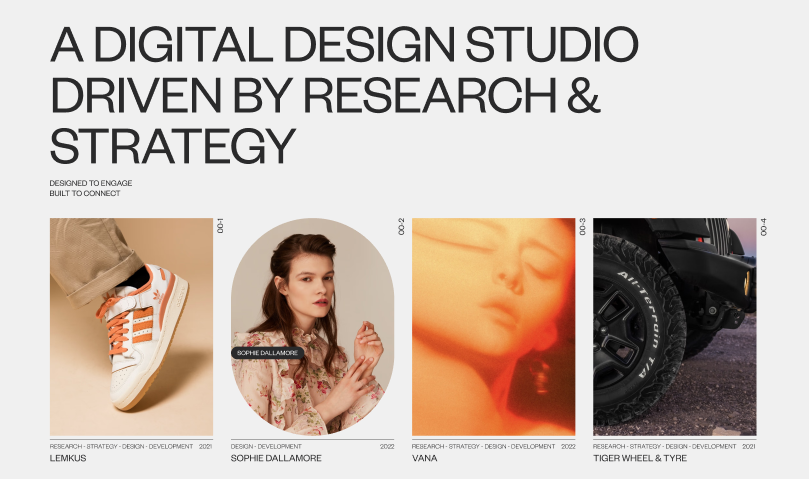 A DIGITAL DESIGN STUDIO
DRIVEN BY RESEARCH &
STRATEGY
DESIGNED TO ENGAGE
BUILT TO CONNECT
00-1
00-2
00-3
00-4
SOPHIE DALLAMORE
All-Terrain T/A
RESEARCH - STRATEGY - DESIGN - DEVELOPMENT 2021
LEMKUS
DESIGN - DEVELOPMENT 2022
SOPHIE DALLAMORE
RESEARCH - STRATEGY - DESIGN - DEVELOPMENT 2022
VANA
RESEARCH - STRATEGY - DESIGN - DEVELOPMENT 2021
TIGER WHEEL & TYRE